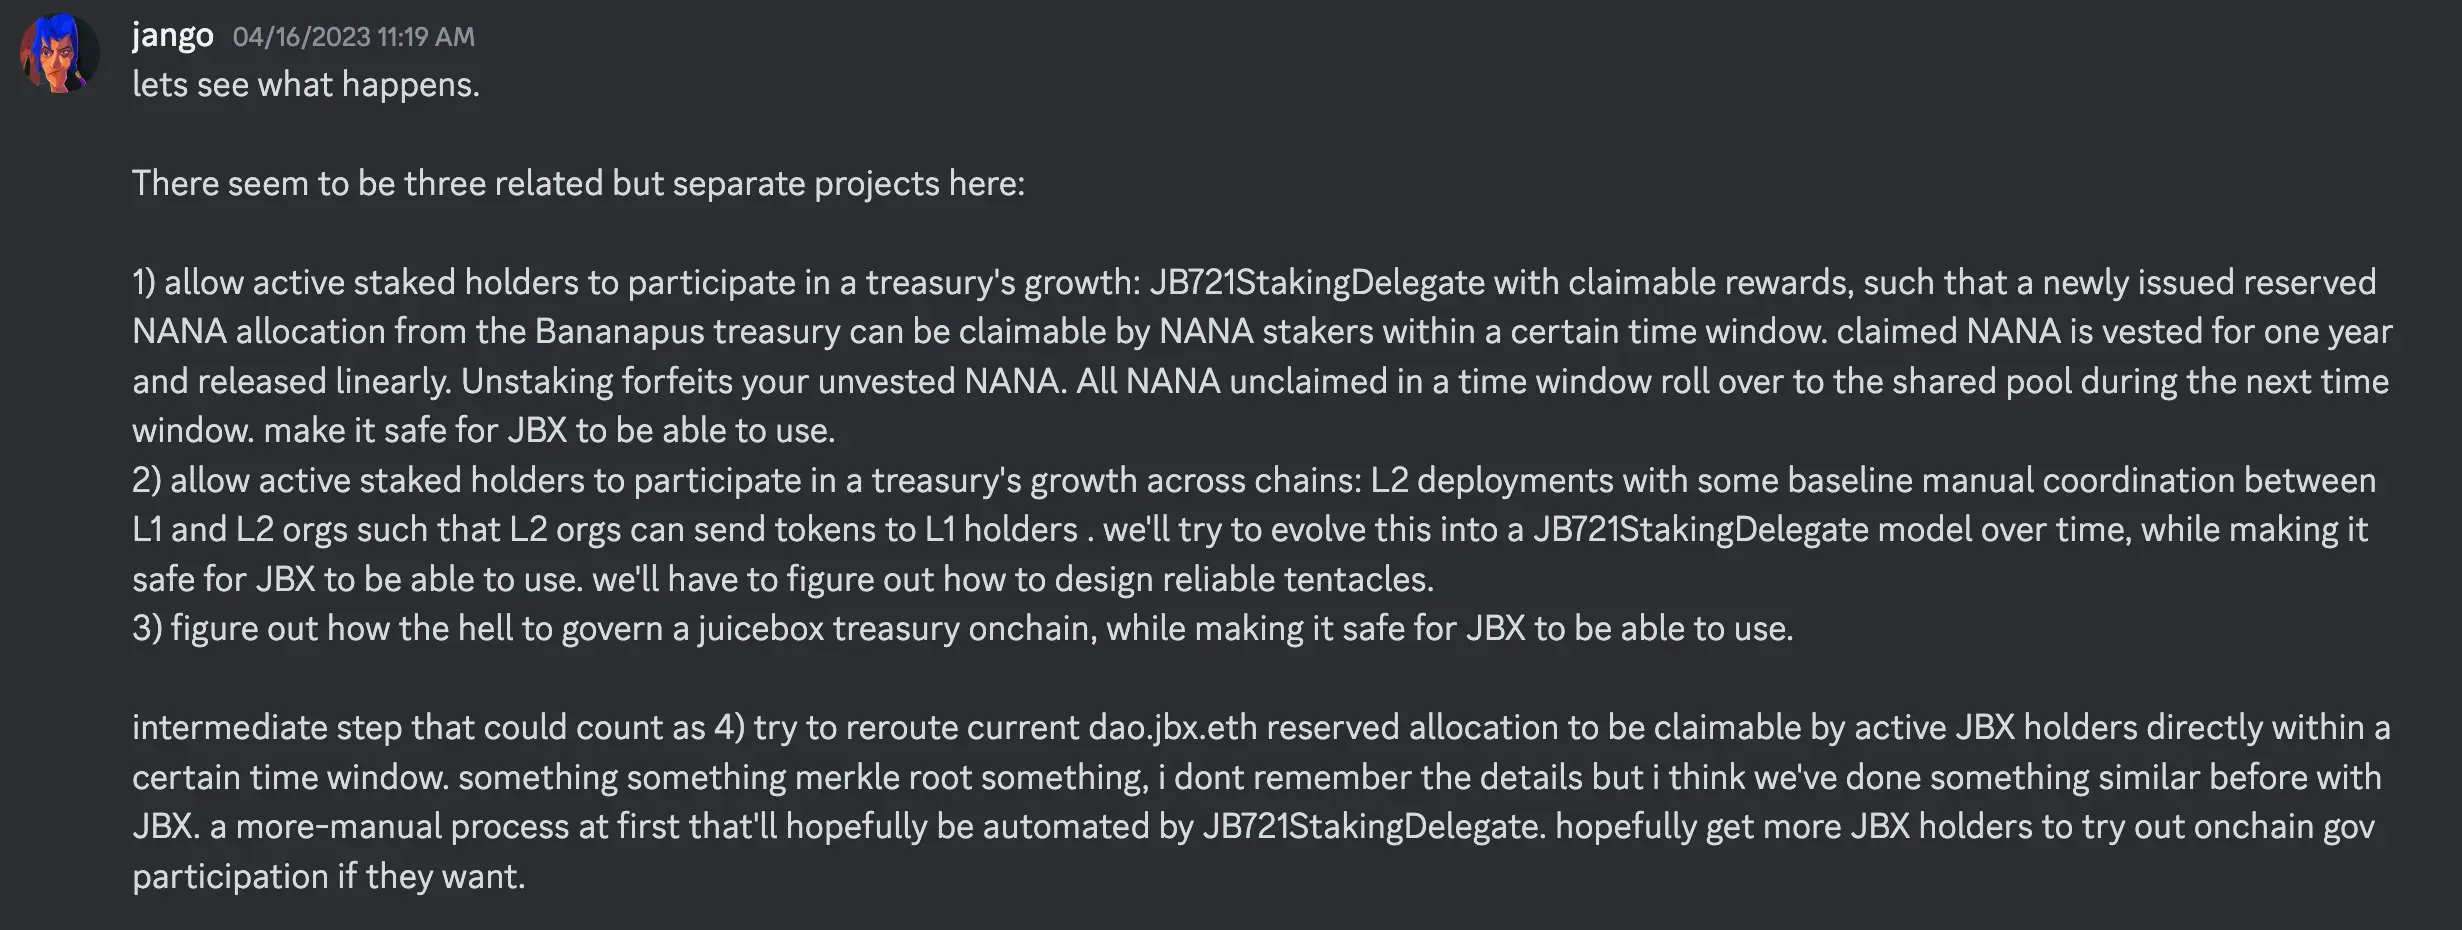 jango 04/16/2023 11:19 AM
lets see what happens.
There seem to be three related but separate projects here:
1) allow active staked holders to participate in a treasury's growth: JB721StakingDelegate with claimable rewards, such that a newly issued reserved
NANA allocation from the Bananapus treasury can be claimable by NANA stakers within a certain time window. claimed NANA is vested for one year
and released linearly. Unstaking forfeits your unvested NANA. All NANA unclaimed in a time window roll over to the shared pool during the next time
window. make it safe for JBX to be able to use.
2) allow active staked holders to participate in a treasury's growth across chains: L2 deployments with some baseline manual coordination between
L1 and L2 orgs such that L2 orgs can send tokens to L1 holders . we'll try to evolve this into a JB721StakingDelegate model over time, while making it
safe for JBX to be able to use. we'll have to figure out how to design reliable tentacles.
3) figure out how the hell to govern a juicebox treasury onchain, while making it safe for JBX to be able to use.
intermediate step that could count as 4) try to reroute current dao.jbx.eth reserved allocation to be claimable by active JBX holders directly within a
certain time window. something something merkle root something, i dont remember the details but i think we've done something similar before with
JBX. a more-manual process at first that'll hopefully be automated by JB721StakingDelegate. hopefully get more JBX holders to try out onchain gov
participation if they want.